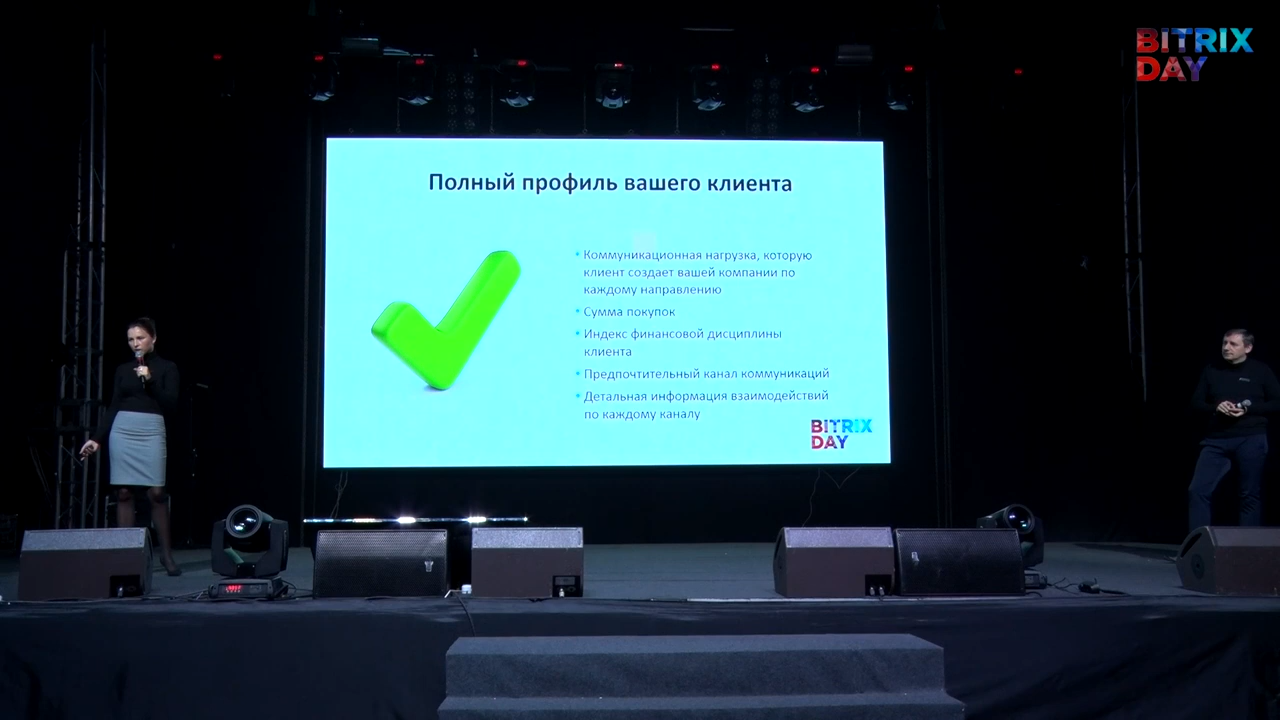 BITRIX
DAY
Полный профиль вашего клиента
Коммуникационная нагрузка, которую
клиент создает вашей компании по
каждому направлению
Сумма покупок
Индекс финансовой дисциплины
клиента
Предпочтительный канал коммуникаций
Детальная информация взаимодействий
по каждому каналу
BITRIX
DAY